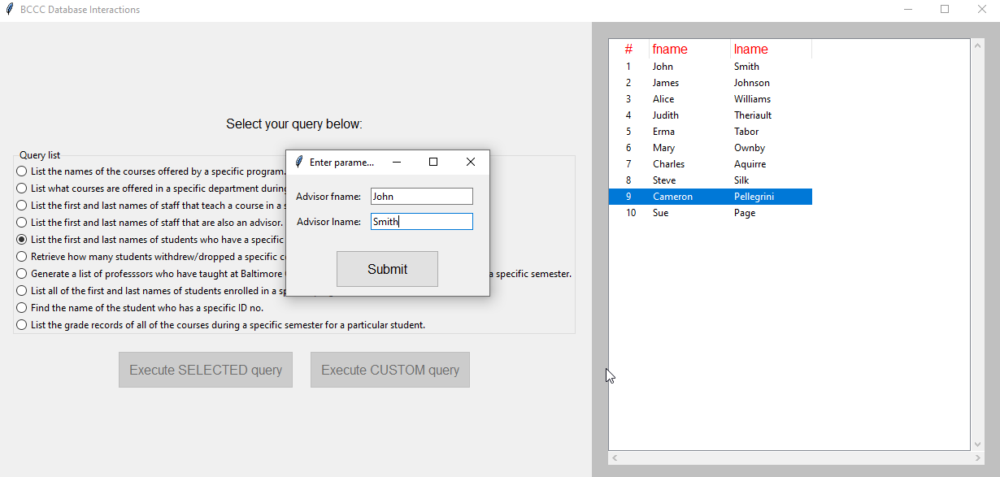 BCCC Database Interactions
Select your query below:
Query list
List the names of the courses offered by a specific program.
List what courses are offered in a specific department during
List the first and last names of staff that teach a course in a s
List the first and last names of staff that are also an advisor.
List the first and last names of students who have a specific
Retrieve how many students withdrew/dropped a specific c
Generate a list of professsors who have taught at Baltimore a specific semester.
List all of the first and last names of students enrolled in a
Find the name of the student who has a specific ID no.
List the grade records of all of the courses during a specific semester for a particular student.
Execute SELECTED query Execute CUSTOM query
Enter parame...
Advisor fname: John
Advisor lname: Smith
Submit
# fname lname
1 John Smith
2 James Johnson
3 Alice Williams
4 Judith Theriault
5 Erma Tabor
6 Mary Ownby
7 Charles Aquirre
8 Steve Silk
9 Cameron Pellegrini
10 Sue Page